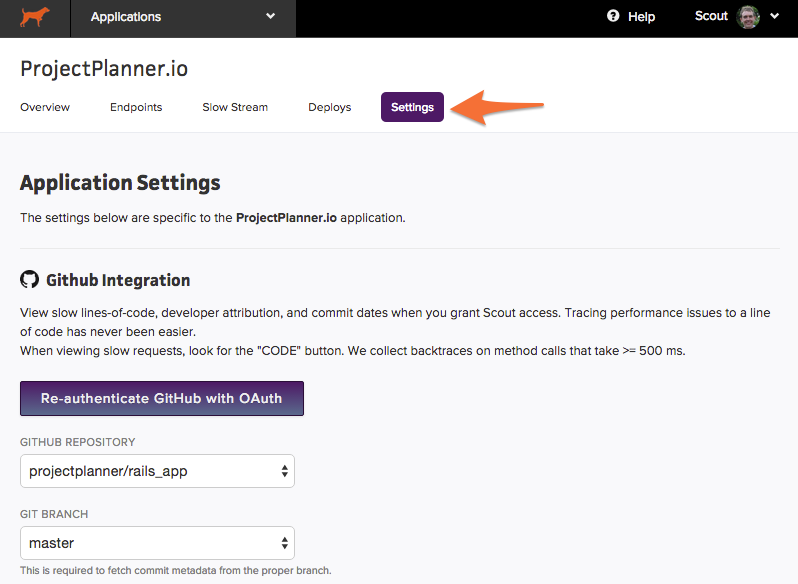 Applications
Help
Scout
ProjectPlanner.io
Overview Endpoints Slow Stream Deploys Settings
Application Settings
The settings below are specific to the ProjectPlanner.io application.
Github Integration
View slow lines-of-code, developer attribution, and commit dates when you grant Scout access. Tracing performance issues to a line
of code has never been easier.
When viewing slow requests, look for the "CODE" button. We collect backtraces on method calls that take >= 500 ms.
Re-authenticate GitHub with OAuth
GITHUB REPOSITORY
projectplanner/rails_app
GIT BRANCH
master
This is required to fetch commit metadata from the proper branch.